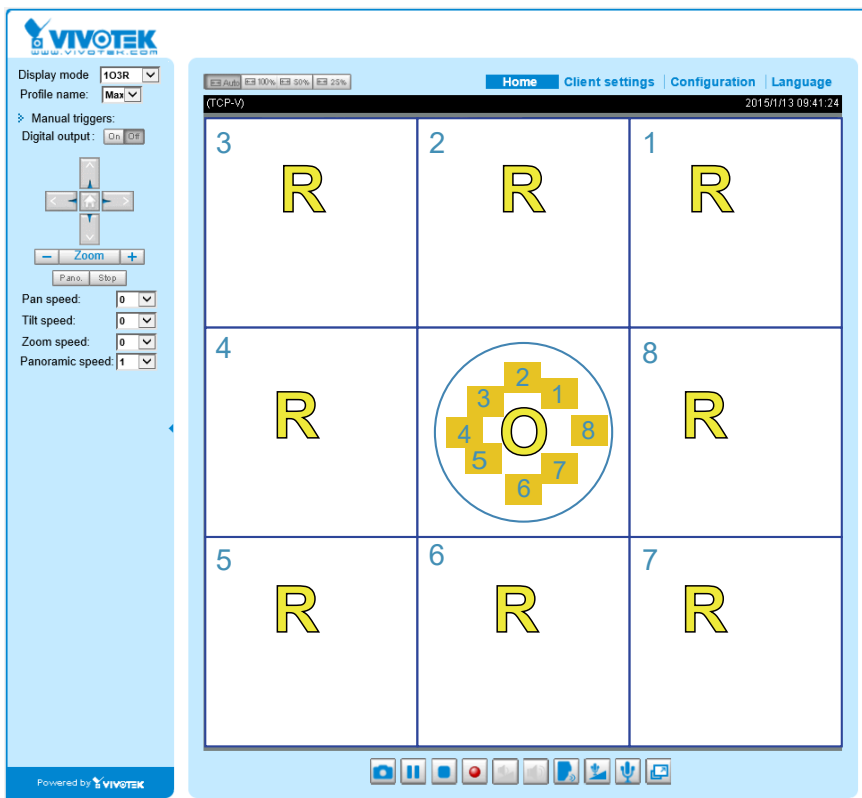 VIVOTEK
www.vivotek.com
Display mode 1O3R
Profile name: Max
Manual triggers:
Digital output: On Off
Zoom
Pano. Stop
Pan speed: 0
Tilt speed: 0
Zoom speed: 0
Panoramic speed: 1
Powered by VIVOTEK
Auto 100% 50% 25%
Home Client settings Configuration Language
(TCP-V) 2015/1/13 09:41:24
3 2 1
R R R
4 8
R R
2
3 1
O
4 8
5 7
6
5 6 7
R R R